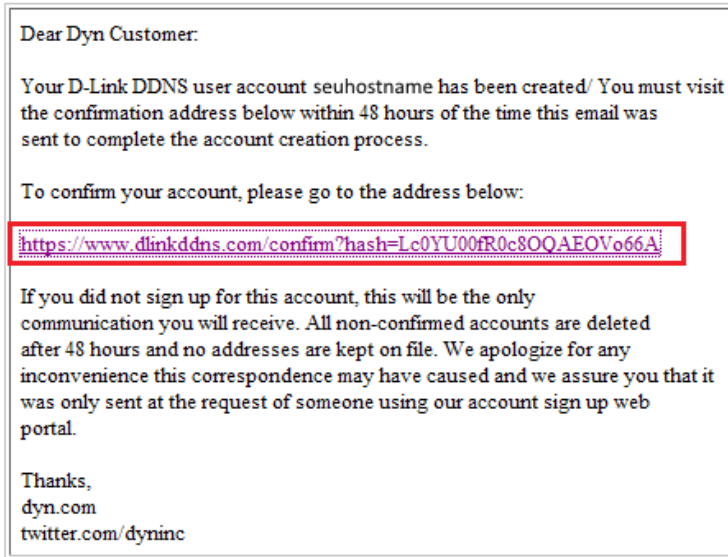 Dear Dyn Customer:
Your D-Link DDNS user account seuhostname has been created/ You must visit
the confirmation address below within 48 hours of the time this email was
sent to complete the account creation process.
To confirm your account, please go to the address below:
https://www.dlinkddns.com/confirm?hash=Lc0YU00fR0c8OQAEOVo66A
If you did not sign up for this account, this will be the only
communication you will receive. All non-confirmed accounts are deleted
after 48 hours and no addresses are kept on file. We apologize for any
inconvenience this correspondence may have caused and we assure you that it
was only sent at the request of someone using our account sign up web
portal.
Thanks,
dyn.com
twitter.com/dyninc